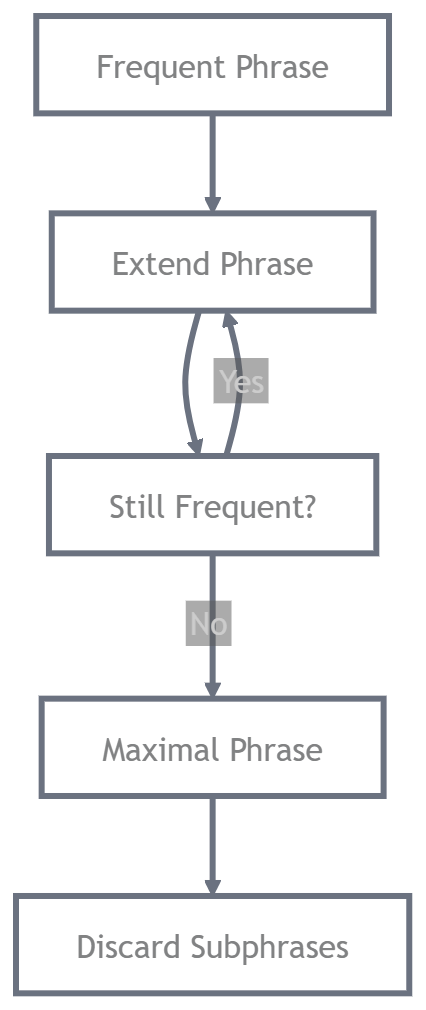 Frequent Phrase
Extend Phrase
Yes
Still Frequent?
No
Maximal Phrase
Discard Subphrases